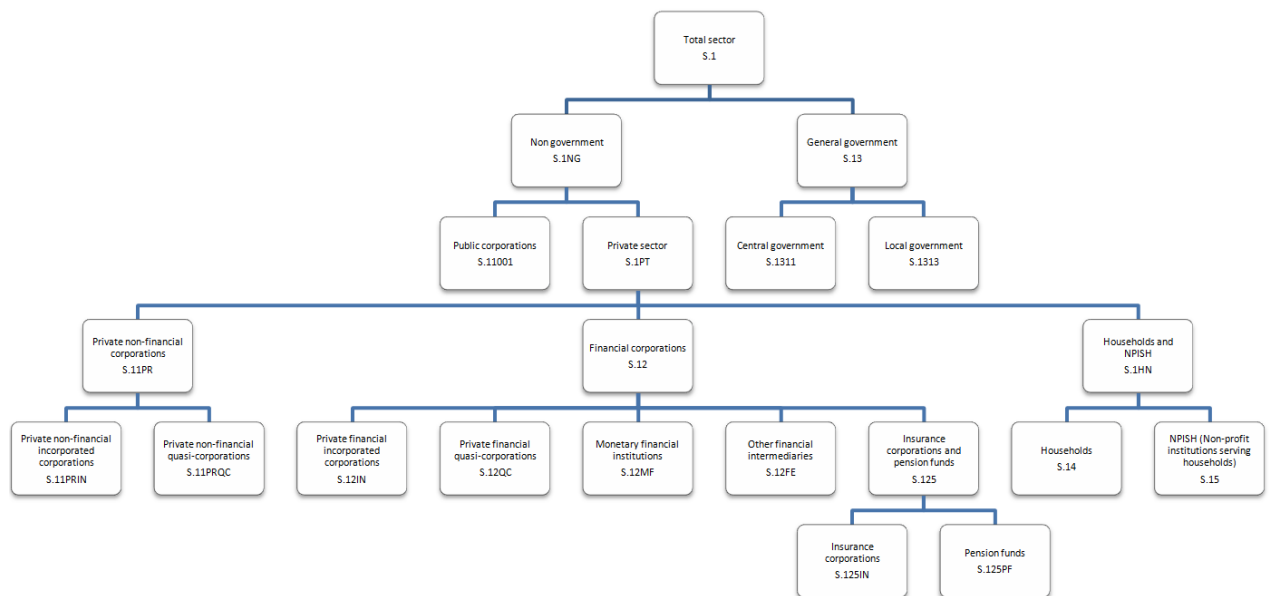 Total sector
S.1
Non government
S.1NG
General government
S.13
Public corporations
S.11001
Private sector
S.1PT
Central government
S.1311
Local government
S.1313
Private non-financial
corporations
S.11PR
Financial corporations
S.12
Households and
NPISH
S.1HN
Private non-financial
incorporated
corporations
S.11PRIN
Private non-financial
quasi-corporations
S.11PRQC
Private financial
incorporated
corporations
S.12IN
Private financial
quasi-corporations
S.12QC
Monetary financial
institutions
S.12MF
Other financial
intermediaries
S.12FE
Insurance
corporations and
pension funds
S.125
Households
S.14
NPISH (Non-profit
institutions serving
households)
S.15
Insurance
corporations
S.125IN
Pension funds
S.125PF